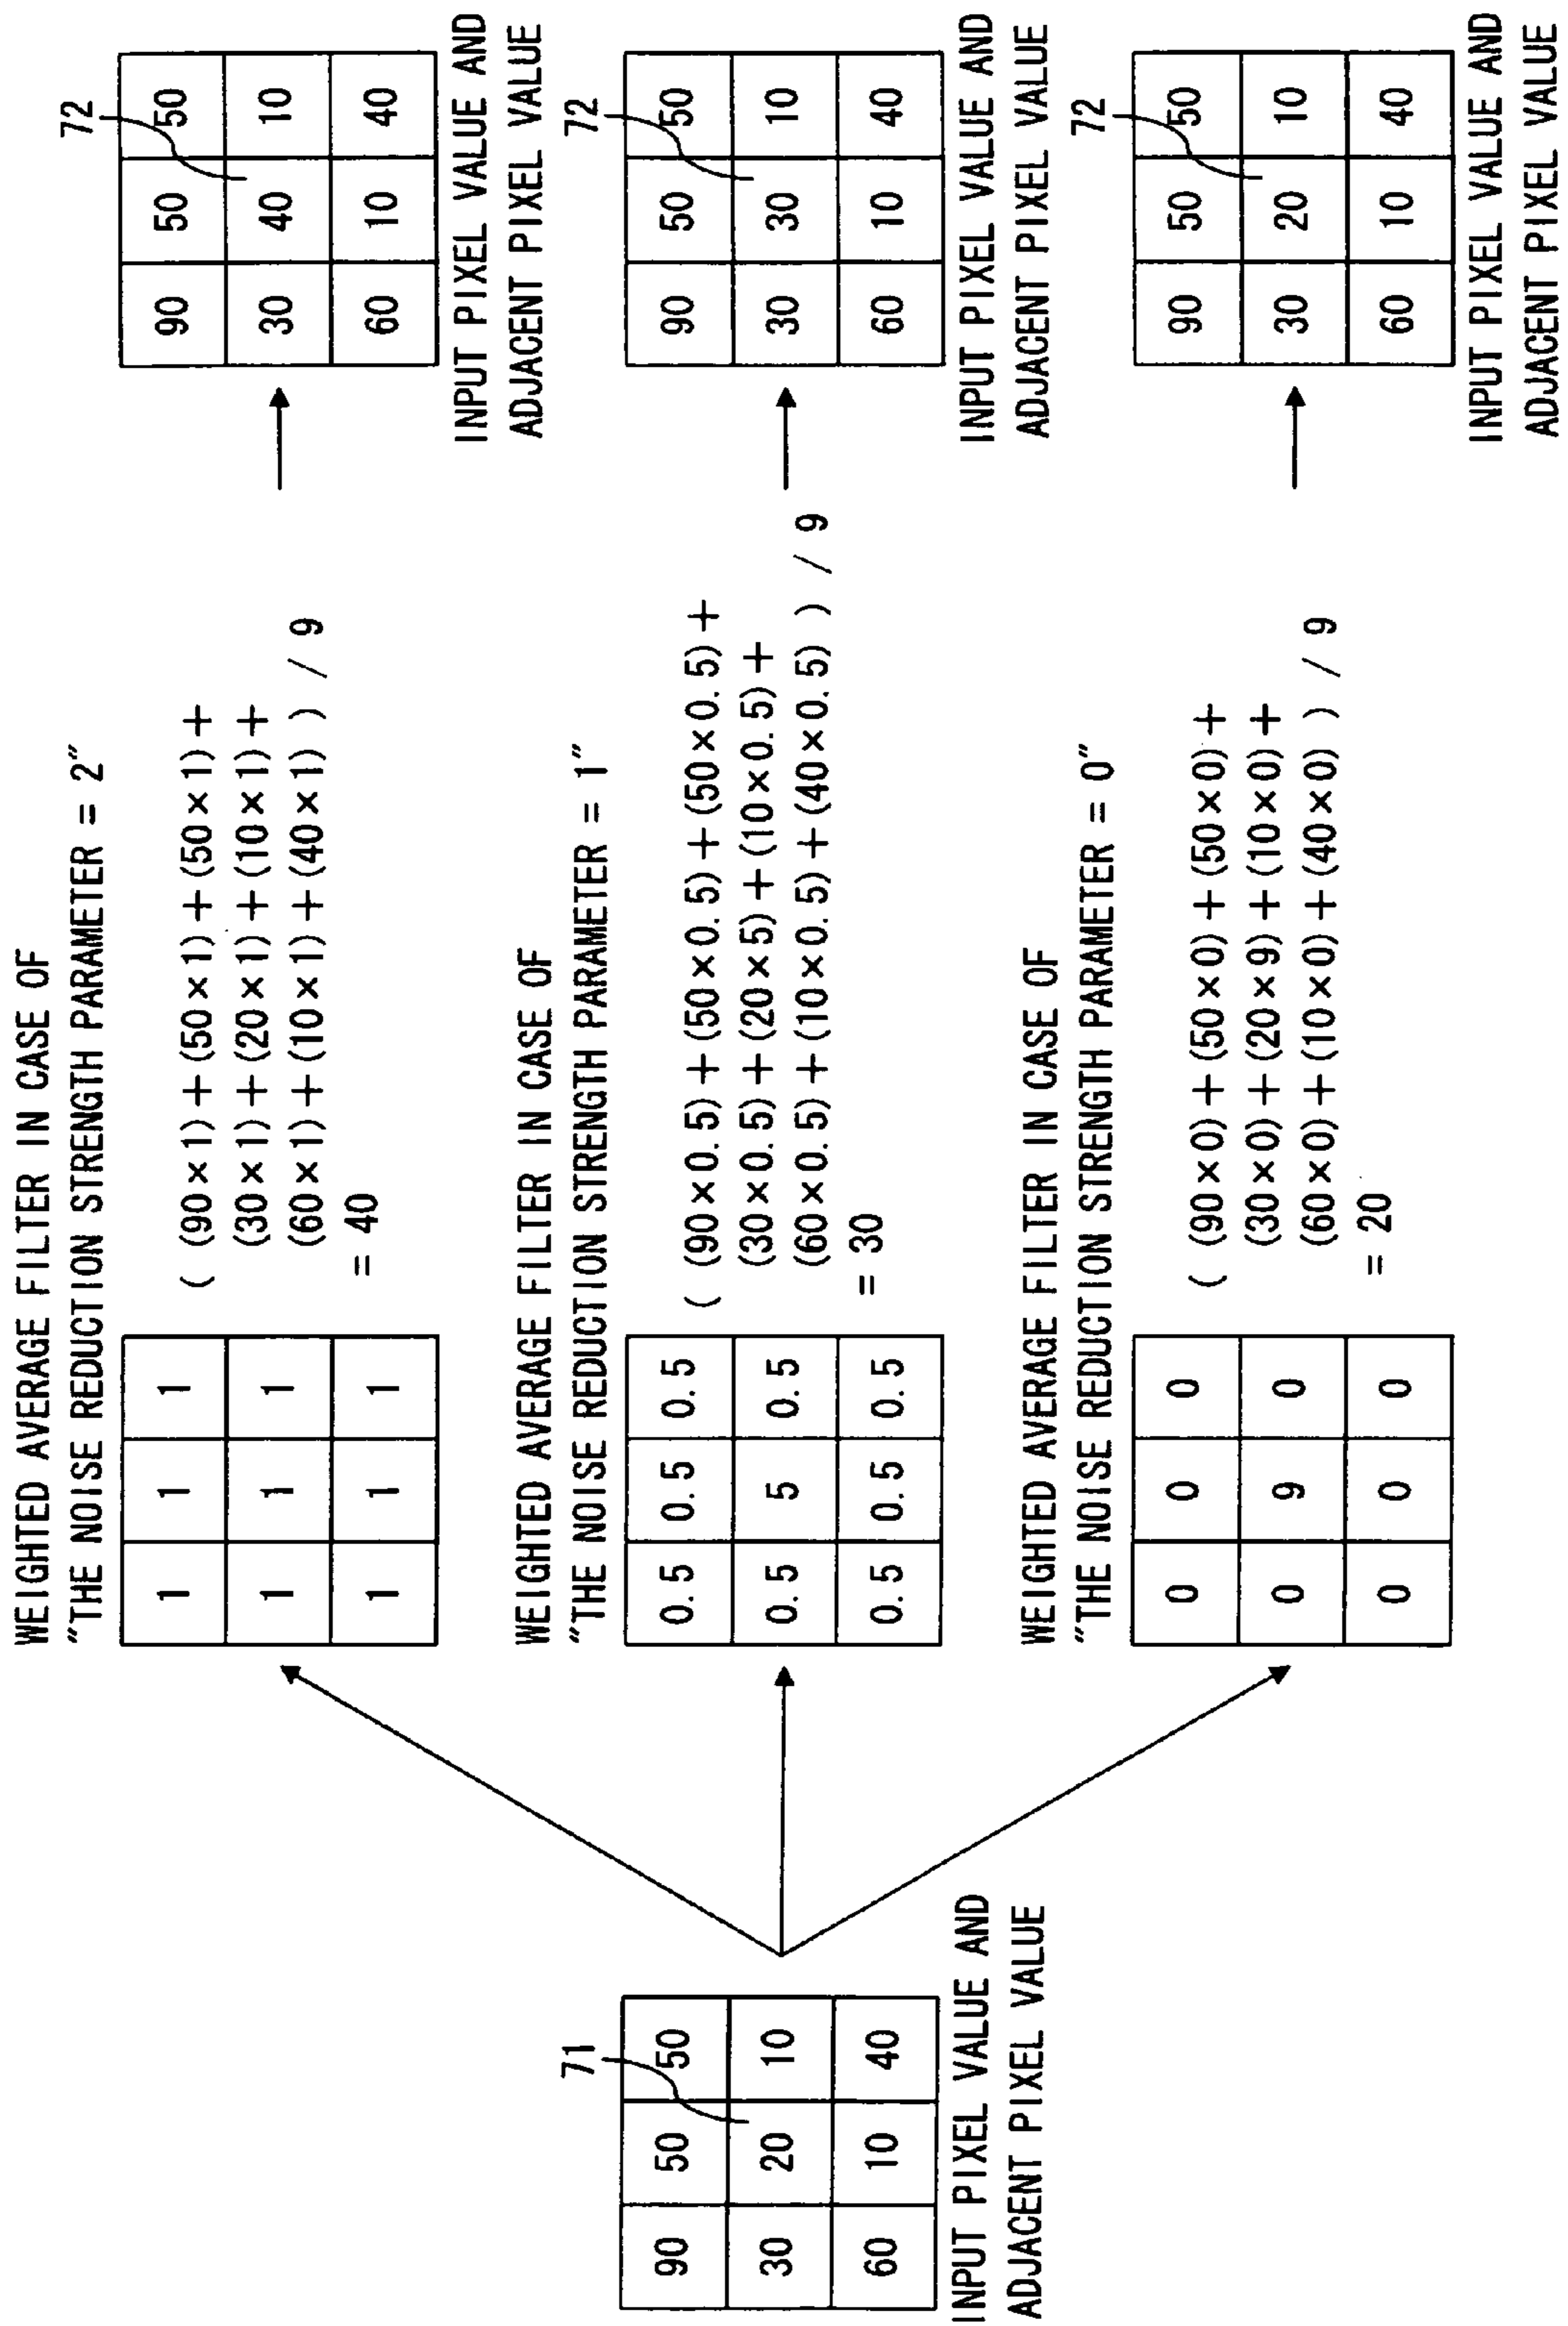 71
90 50 50
30 20 10
60 10 40
INPUT PIXEL VALUE AND
ADJACENT PIXEL VALUE
WEIGHTED AVERAGE FILTER IN CASE OF
"THE NOISE REDUCTION STRENGTH PARAMETER = 2"
1 1 1
1 1 1
1 1 1
( (90×1)+(50×1)+(50×1)+
(30×1)+(20×1)+(10×1)+
(60×1)+(10×1)+(40×1) ) / 9
= 40
72
90 50 50
30 40 10
60 10 40
INPUT PIXEL VALUE AND
ADJACENT PIXEL VALUE
WEIGHTED AVERAGE FILTER IN CASE OF
"THE NOISE REDUCTION STRENGTH PARAMETER = 1"
0.5 0.5 0.5
0.5 5 0.5
0.5 0.5 0.5
( (90×0.5)+(50×0.5)+(50×0.5)+
(30×0.5)+(20×5)+(10×0.5)+
(60×0.5)+(10×0.5)+(40×0.5) ) / 9
= 30
72
90 50 50
30 30 10
60 10 40
INPUT PIXEL VALUE AND
ADJACENT PIXEL VALUE
WEIGHTED AVERAGE FILTER IN CASE OF
"THE NOISE REDUCTION STRENGTH PARAMETER = 0"
0 0 0
0 9 0
0 0 0
( (90×0)+(50×0)+(50×0)+
(30×0)+(20×9)+(10×0)+
(60×0)+(10×0)+(40×0) ) / 9
= 20
72
90 50 50
30 20 10
60 10 40
INPUT PIXEL VALUE AND
ADJACENT PIXEL VALUE